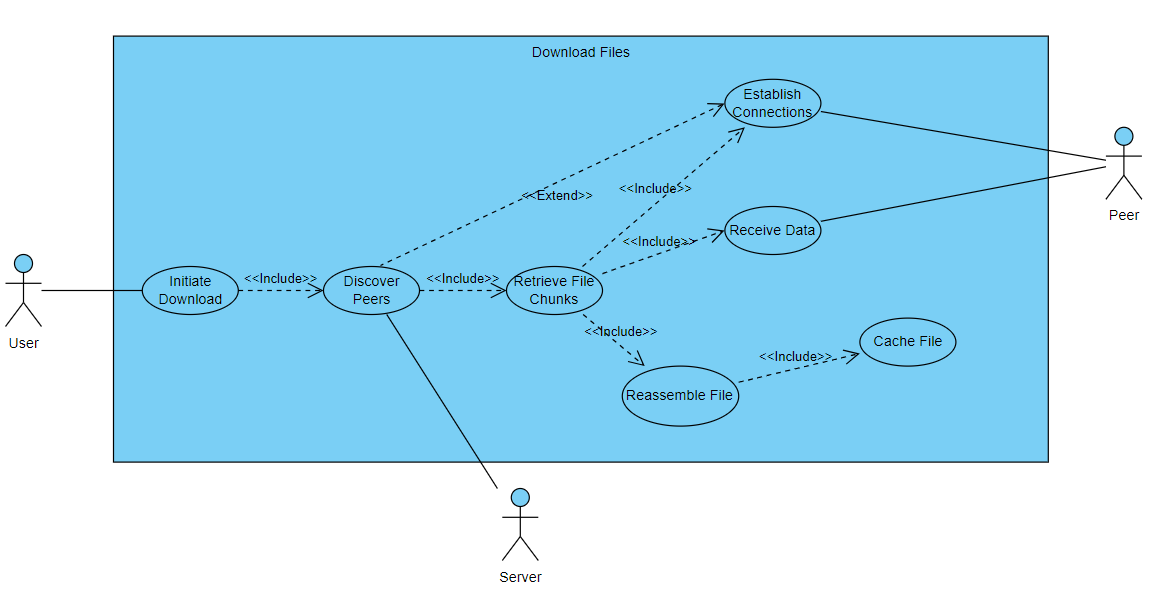 Download Files
Establish
Connections
<<Extend>>
<<Include>>
Peer
<<Include>>
Receive Data
User
Initiate
Download
<<Include>>
Discover
Peers
<<Include>>
Retrieve File
Chunks
<<Include>>
Reassemble File
<<Include>>
Cache File
Server